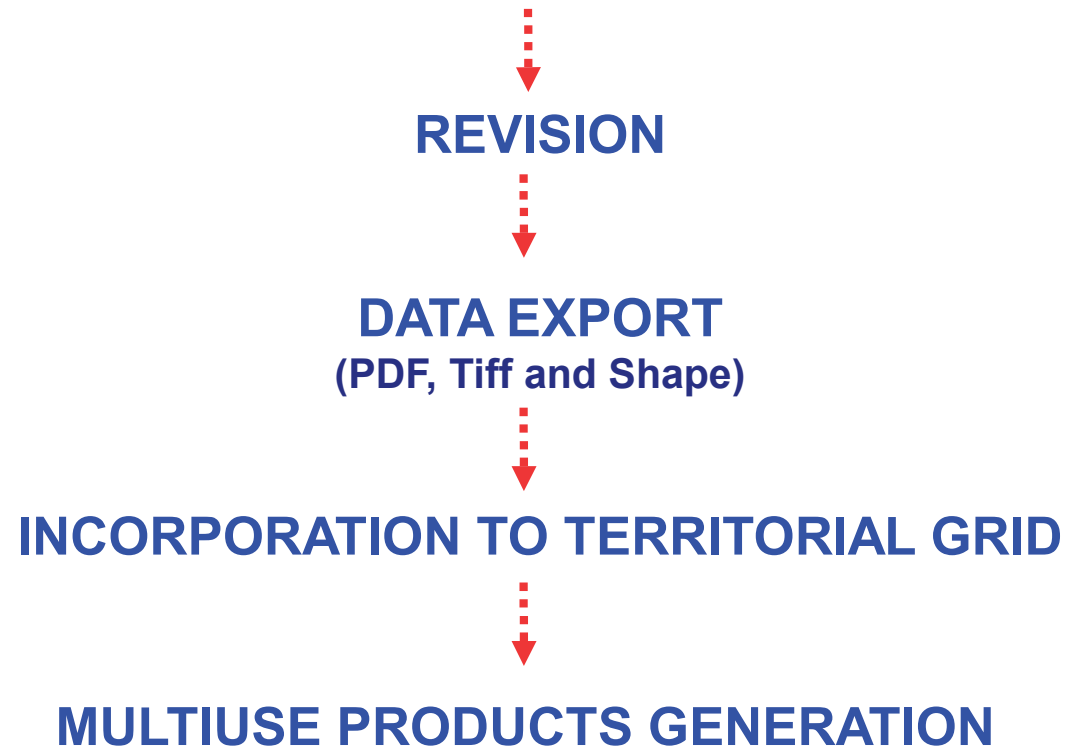 REVISION
DATA EXPORT
(PDF, Tiff and Shape)
INCORPORATION TO TERRITORIAL GRID
MULTIUSE PRODUCTS GENERATION